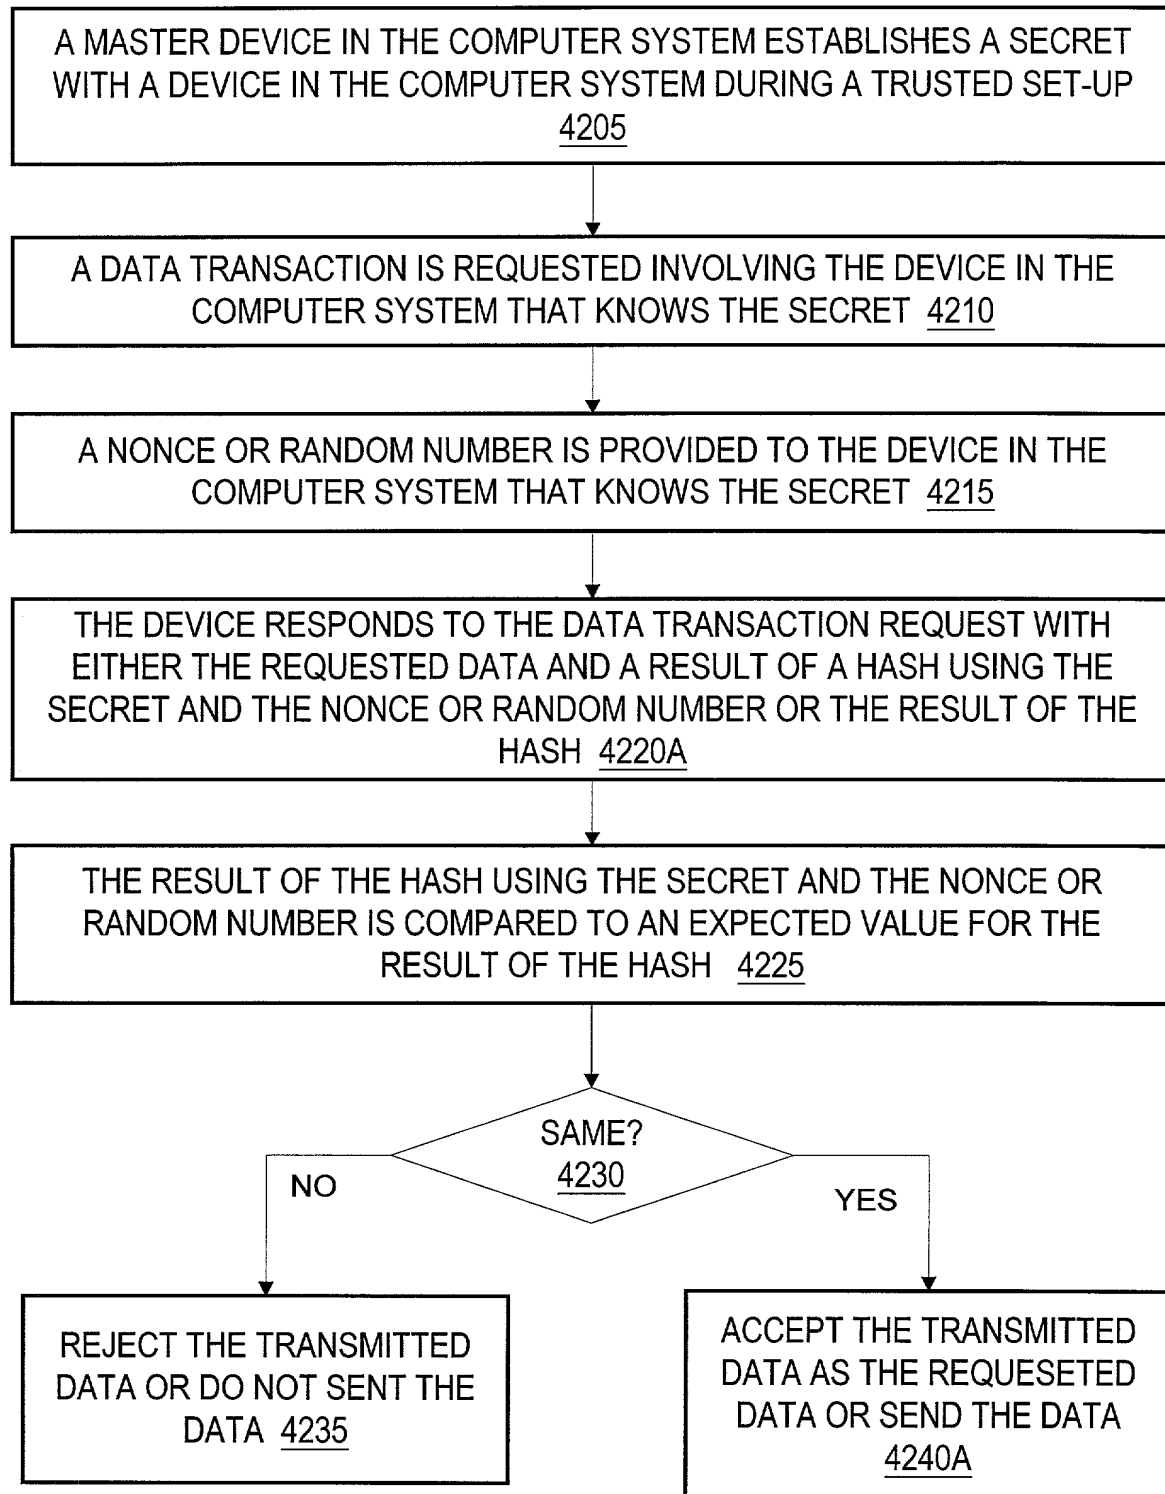 A MASTER DEVICE IN THE COMPUTER SYSTEM ESTABLISHES A SECRET
WITH A DEVICE IN THE COMPUTER SYSTEM DURING A TRUSTED SET-UP
4205
A DATA TRANSACTION IS REQUESTED INVOLVING THE DEVICE IN THE
COMPUTER SYSTEM THAT KNOWS THE SECRET 4210
A NONCE OR RANDOM NUMBER IS PROVIDED TO THE DEVICE IN THE
COMPUTER SYSTEM THAT KNOWS THE SECRET 4215
THE DEVICE RESPONDS TO THE DATA TRANSACTION REQUEST WITH
EITHER THE REQUESTED DATA AND A RESULT OF A HASH USING THE
SECRET AND THE NONCE OR RANDOM NUMBER OR THE RESULT OF THE
HASH 4220A
THE RESULT OF THE HASH USING THE SECRET AND THE NONCE OR
RANDOM NUMBER IS COMPARED TO AN EXPECTED VALUE FOR THE
RESULT OF THE HASH 4225
SAME?
4230
NO
YES
REJECT THE TRANSMITTED
DATA OR DO NOT SENT THE
DATA 4235
ACCEPT THE TRANSMITTED
DATA AS THE REQUESETED
DATA OR SEND THE DATA
4240A